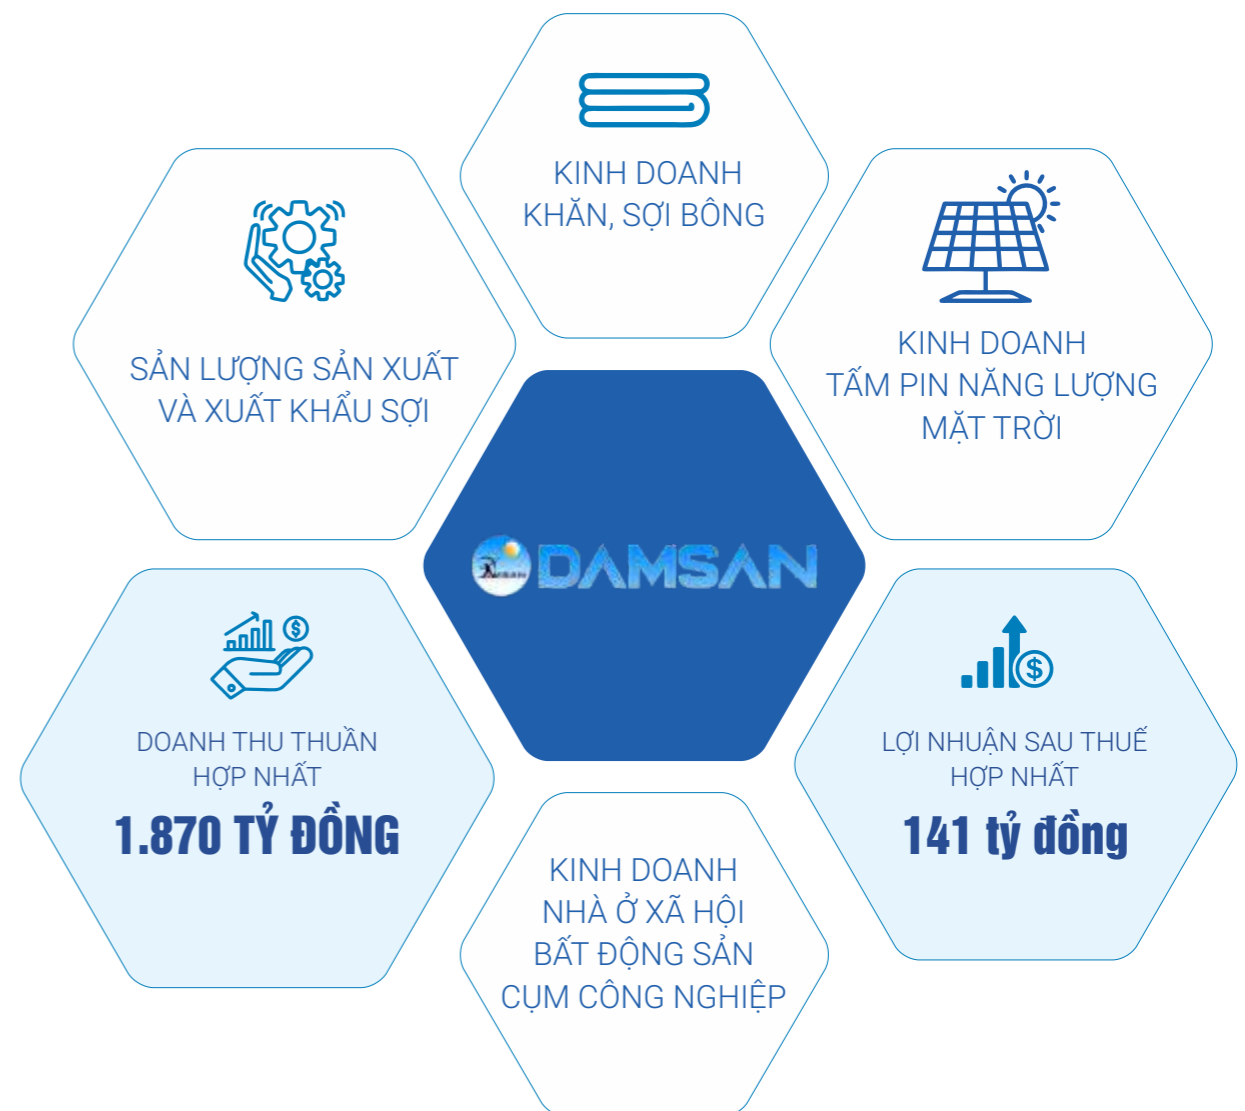 KINH DOANH
KHĂN, SỢI BÔNG
SẢN LƯỢNG SẢN XUẤT
VÀ XUẤT KHẨU SỢI
KINH DOANH
TẤM PIN NĂNG LƯỢNG
MẶT TRỜI
DAMSAN
DOANH THU THUẦN
HỢP NHẤT
1.870 TỶ ĐỒNG
LỢI NHUẬN SAU THUẾ
HỢP NHẤT
141 tỷ đồng
KINH DOANH
NHÀ Ở XÃ HỘI
BẤT ĐỘNG SẢN
CỤM CÔNG NGHIỆP